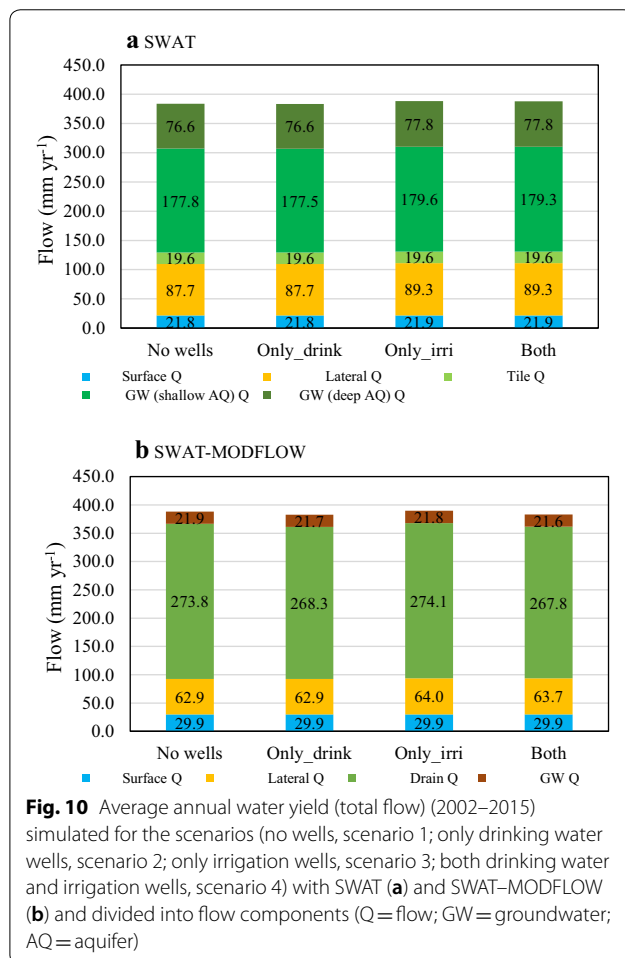 a SWAT
450.0
400.0
350.0
300.0
250.0
200.0
150.0
100.0
50.0
0.0
Flow (mm yr-1)
76.6 76.6 77.8 77.8
177.8 177.5 179.6 179.3
19.6 19.6 19.6 19.6
87.7 87.7 89.3 89.3
21.8 21.8 21.9 21.9
No wells Only_drink Only_irri Both
Surface Q Lateral Q Tile Q
GW (shallow AQ) Q GW (deep AQ) Q
b SWAT-MODFLOW
450.0
400.0
350.0
300.0
250.0
200.0
150.0
100.0
50.0
0.0
Flow (mm yr-1)
21.9 21.7 21.8 21.6
273.8 268.3 274.1 267.8
62.9 62.9 64.0 63.7
29.9 29.9 29.9 29.9
No wells Only_drink Only_irri Both
Surface Q Lateral Q Drain Q GW Q
Fig. 10 Average annual water yield (total flow) (2002–2015)
simulated for the scenarios (no wells, scenario 1; only drinking water
wells, scenario 2; only irrigation wells, scenario 3; both drinking water
and irrigation wells, scenario 4) with SWAT (a) and SWAT–MODFLOW
(b) and divided into flow components (Q = flow; GW = groundwater;
AQ = aquifer)